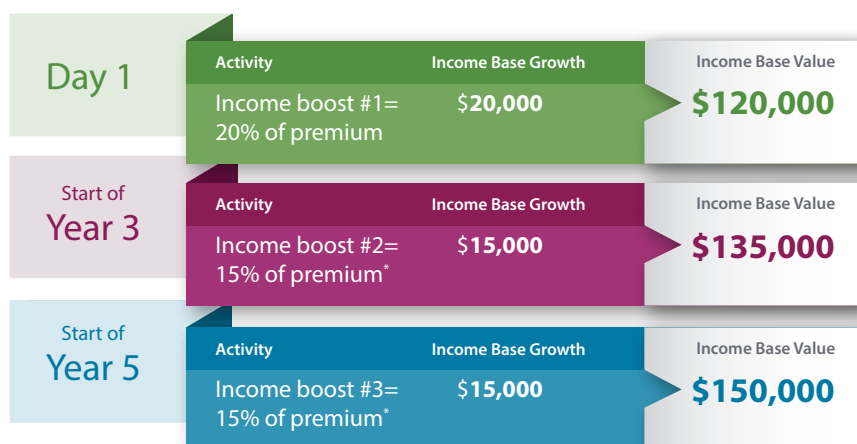 Day 1
Activity Income Base Growth Income Base Value
Income boost #1= $20,000 $120,000
20% of premium
Start of
Year 3
Activity Income Base Growth Income Base Value
Income boost #2= $15,000 $135,000
15% of premium*
Start of
Year 5
Activity Income Base Growth Income Base Value
Income boost #3= $15,000 $150,000
15% of premium*